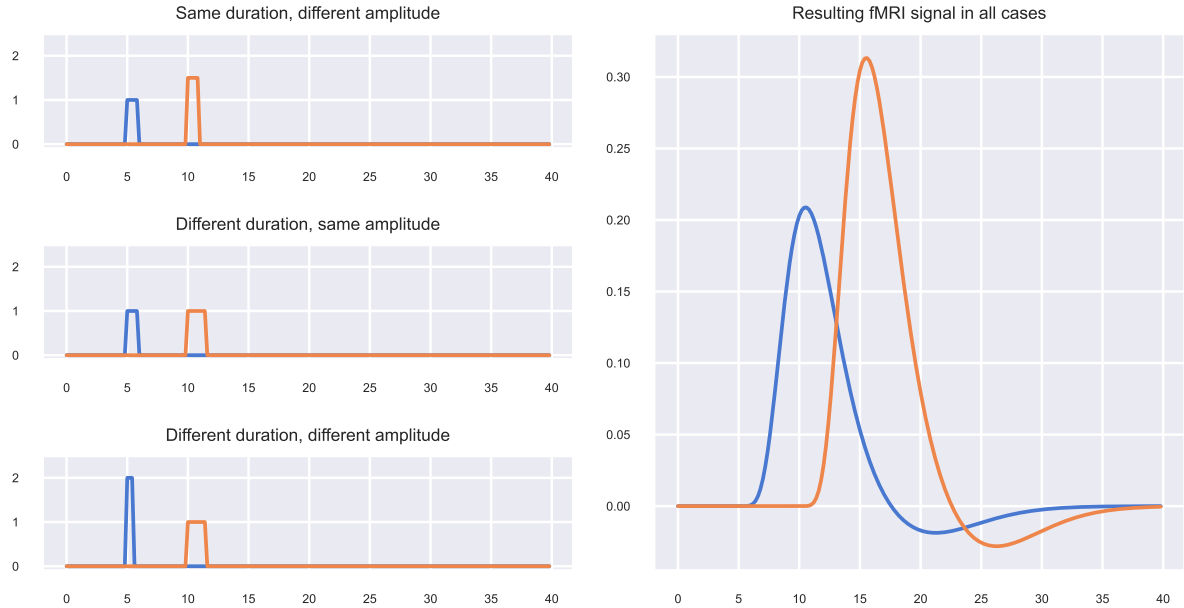 Same duration, different amplitude
2
1
0
0 5 10 15 20 25 30 35 40
Different duration, same amplitude
2
1
0
0 5 10 15 20 25 30 35 40
Different duration, different amplitude
2
1
0
0 5 10 15 20 25 30 35 40
Resulting fMRI signal in all cases
0.30
0.25
0.20
0.15
0.10
0.05
0.00
0 5 10 15 20 25 30 35 40